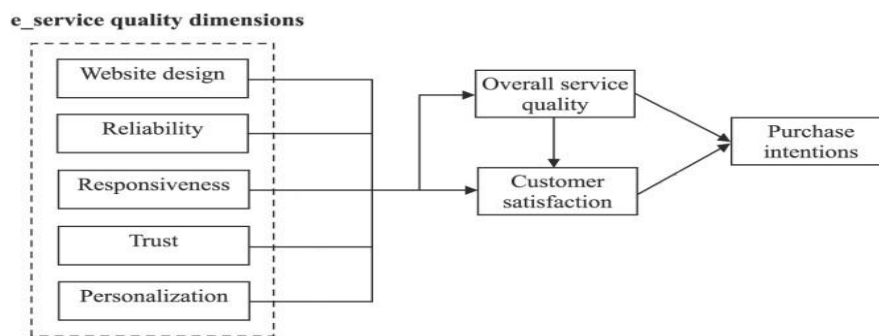 e_service quality dimensions
Website design
Reliability
Responsiveness
Trust
Personalization
Overall service
quality
Customer
satisfaction
Purchase
intentions